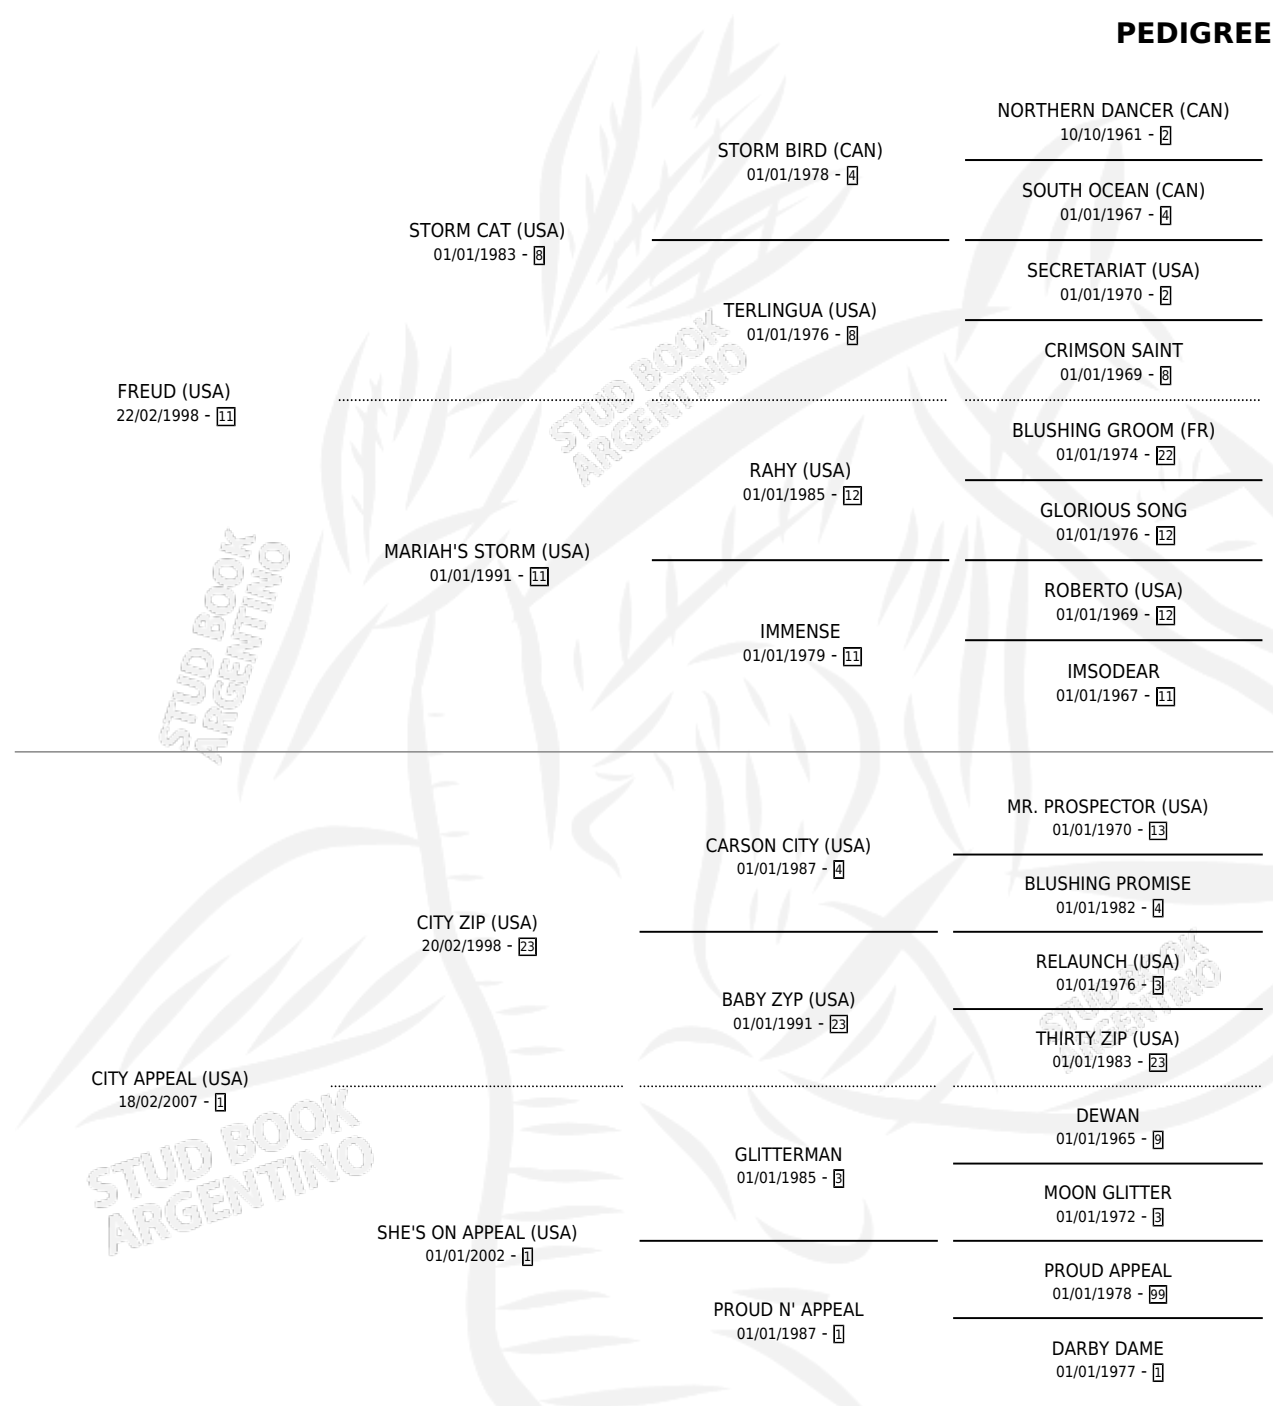 PEDIGREE
NORTHERN DANCER (CAN)
10/10/1961 - 2
STORM BIRD (CAN)
01/01/1978 - 4
SOUTH OCEAN (CAN)
01/01/1967 - 4
STORM CAT (USA)
01/01/1983 - 8
SECRETARIAT (USA)
01/01/1970 - 2
TERLINGUA (USA)
01/01/1976 - 8
CRIMSON SAINT
01/01/1969 - 8
FREUD (USA)
22/02/1998 - 11
BLUSHING GROOM (FR)
01/01/1974 - 22
RAHY (USA)
01/01/1985 - 12
GLORIOUS SONG
01/01/1976 - 12
MARIAH'S STORM (USA)
01/01/1991 - 11
ROBERTO (USA)
01/01/1969 - 12
IMMENSE
01/01/1979 - 11
IMSODEAR
01/01/1967 - 11
MR. PROSPECTOR (USA)
01/01/1970 - 13
CARSON CITY (USA)
01/01/1987 - 4
BLUSHING PROMISE
01/01/1982 - 4
CITY ZIP (USA)
20/02/1998 - 23
RELAUNCH (USA)
01/01/1976 - 3
BABY ZYP (USA)
01/01/1991 - 23
THIRTY ZIP (USA)
01/01/1983 - 23
CITY APPEAL (USA)
18/02/2007 - 1
DEWAN
01/01/1965 - 9
GLITTERMAN
01/01/1985 - 3
MOON GLITTER
01/01/1972 - 3
SHE'S ON APPEAL (USA)
01/01/2002 - 1
PROUD APPEAL
01/01/1978 - 99
PROUD N' APPEAL
01/01/1987 - 1
DARBY DAME
01/01/1977 - 1
STUD BOOK
ARGENTINO
STUD BOOK
ARGENTINO
STUD BOOK
ARGENTINO
STUD BOOK
ARGENTINO